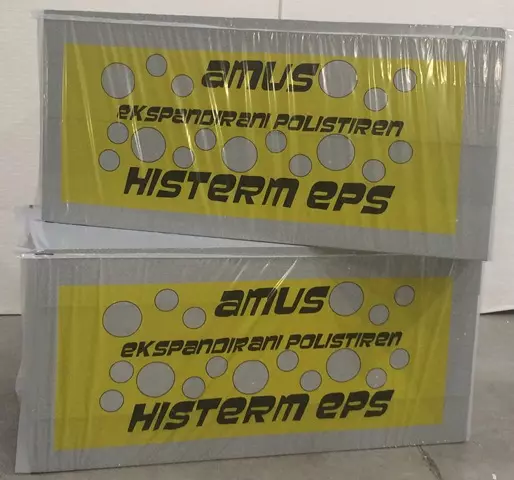 AMUS
EKSPANDIRANI POLISTIREN
HISTERM EPS
AMUS
EKSPANDIRANI POLISTIREN
HISTERM EPS